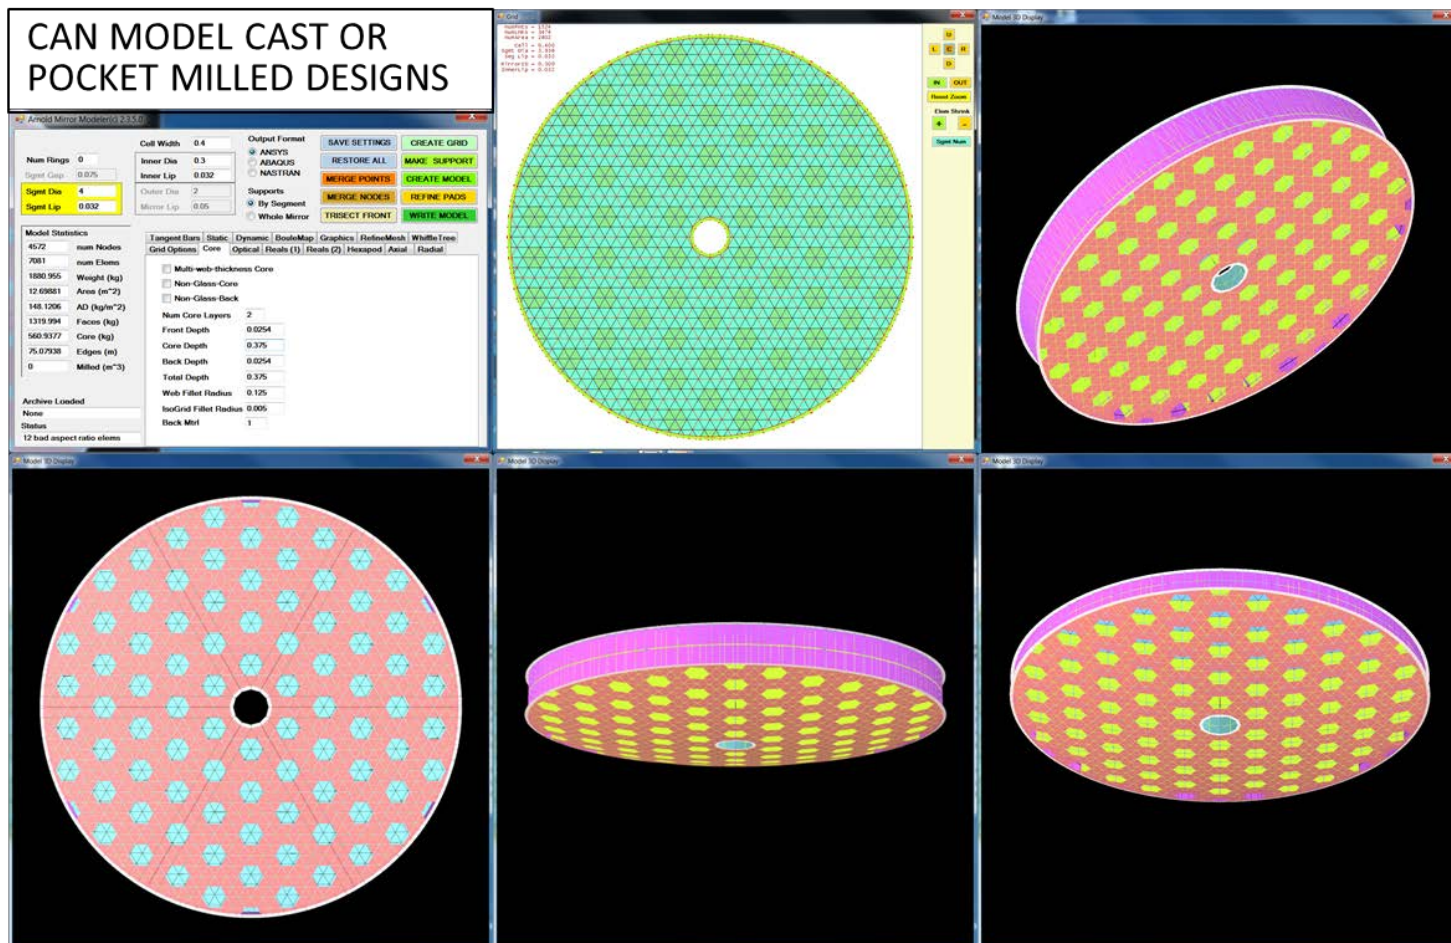 CAN MODEL CAST OR
POCKET MILLED DESIGNS
Arnold Mirror Modeler(c) 2.3.5.0
Num Rings 0
Sgmt Gap 0.075
Sgmt Dia 4
Sgmt Lip 0.032
Cell Width 0.4
Inner Dia 0.3
Inner Lip 0.032
Outer Dia 2
Mirror Lip 0.05
Output Format
ANSYS
ABAQUS
NASTRAN
Supports
By Segment
Whole Mirror
SAVE SETTINGS CREATE GRID
RESTORE ALL MAKE SUPPORT
MERGE POINTS CREATE MODEL
MERGE NODES REFINE PADS
TRISECT FRONT WRITE MODEL
Model Statistics
4572 num Nodes
7081 num Elems
1880.955 Weight (kg)
12.69881 Area (m^2)
148.1206 AD (kg/m^2)
1319.994 Faces (kg)
560.9377 Core (kg)
75.07938 Edges (m)
0 Milled (m^3)
Archive Loaded
None
Status
12 bad aspect ratio elems
Tangent Bars Static Dynamic BouleMap Graphics RefineMesh WhiffleTree
Grid Options Core Optical Reals (1) Reals (2) Hexapod Axial Radial
Multi-web-thickness Core
Non-Glass-Core
Non-Glass-Back
Num Core Layers 2
Front Depth 0.0254
Core Depth 0.375
Back Depth 0.0254
Total Depth 0.375
Web Fillet Radius 0.125
IsoGrid Fillet Radius 0.005
Back Mtrl 1
Grid
U
L C R
D
IN OUT
Reset Zoom
Elem Shrink
+ -
Sgmt Num
Model 3D Display
Model 3D Display
Model 3D Display
Model 3D Display